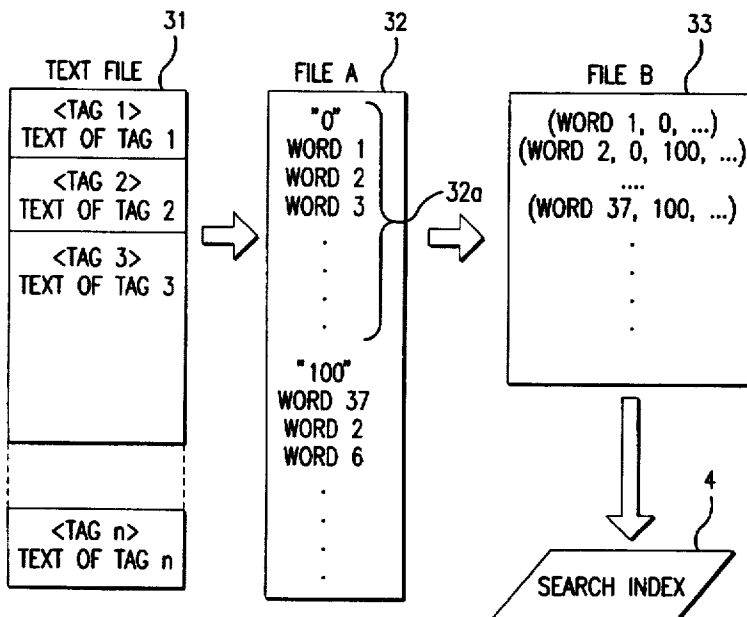 31
TEXT FILE
<TAG 1>
TEXT OF TAG 1
<TAG 2>
TEXT OF TAG 2
<TAG 3>
TEXT OF TAG 3
<TAG n>
TEXT OF TAG n
32
FILE A
"0"
WORD 1
WORD 2
WORD 3
.
.
.
32a
"100"
WORD 37
WORD 2
WORD 6
.
.
.
.
33
FILE B
(WORD 1, 0, ...)
(WORD 2, 0, 100, ...)
....
(WORD 37, 100, ...)
.
.
.
.
4
SEARCH INDEX